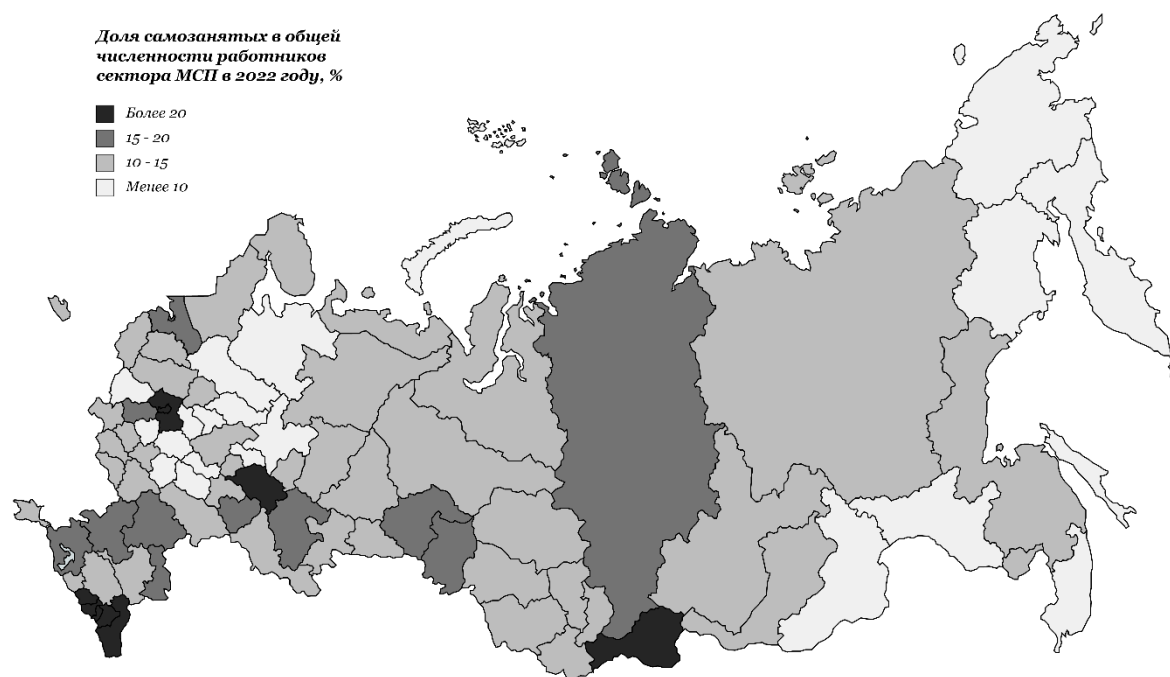 Доля самозанятых в общей
численности работников
сектора МСП в 2022 году, %
Более 20
15 - 20
10 - 15
Менее 10